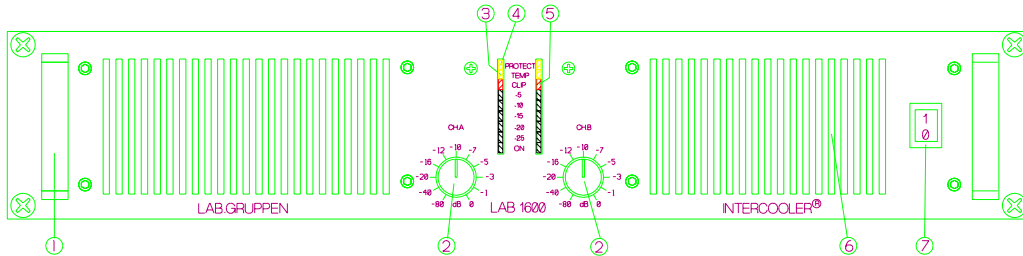 3 4 5
PROTECT
TEMP
CLIP
-5
-10
-15
-20
-25
ON
CH.A
-80 -40 -20 -16 -12 -10 -7 -5 -3 -1 0
dB
CH.B
-80 -40 -20 -16 -12 -10 -7 -5 -3 -1 0
dB
1
0
LAB.GRUPPEN LAB 1600 INTERCOOLER®
1 2 2 6 7